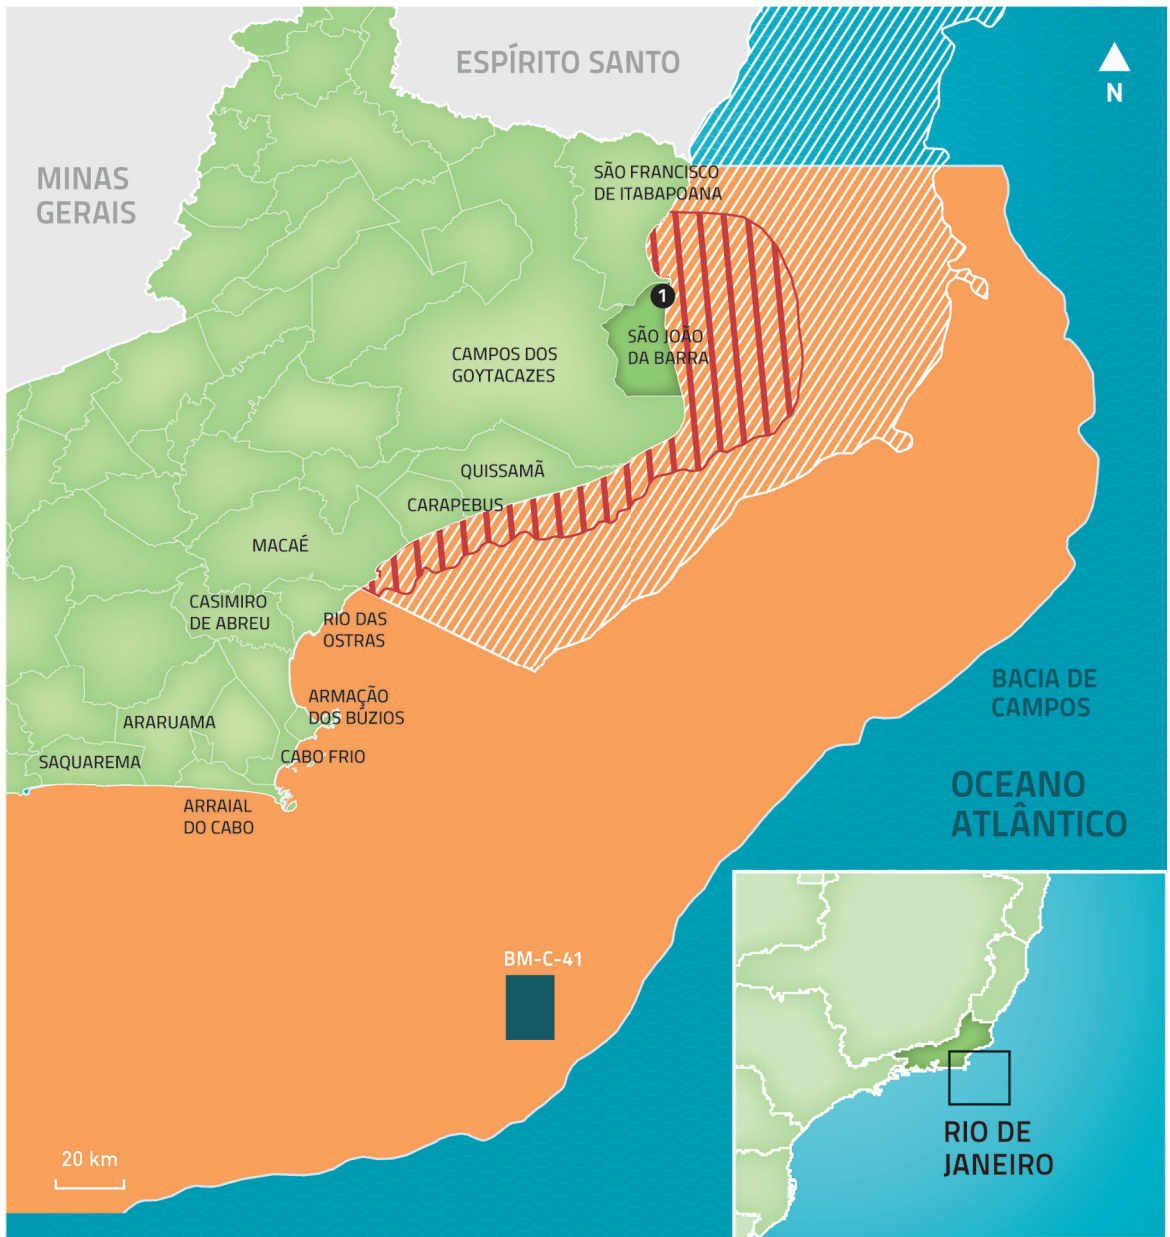 ESPÍRITO SANTO
N
MINAS
GERAIS
SÃO FRANCISCO
DE ITABAPOANA
1
SÃO JOÃO
DA BARRA
CAMPOS DOS
GOYTACAZES
QUISSAMÃ
CARAPEBUS
MACAÉ
CASIMIRO
DE ABREU
RIO DAS
OSTRAS
BACIA DE
CAMPOS
ARMAÇÃO
DOS BÚZIOS
ARARUAMA
CABO FRIO
SAQUAREMA
OCEANO
ATLÂNTICO
ARRAIAL
DO CABO
BM-C-41
RIO DE
JANEIRO
20 km